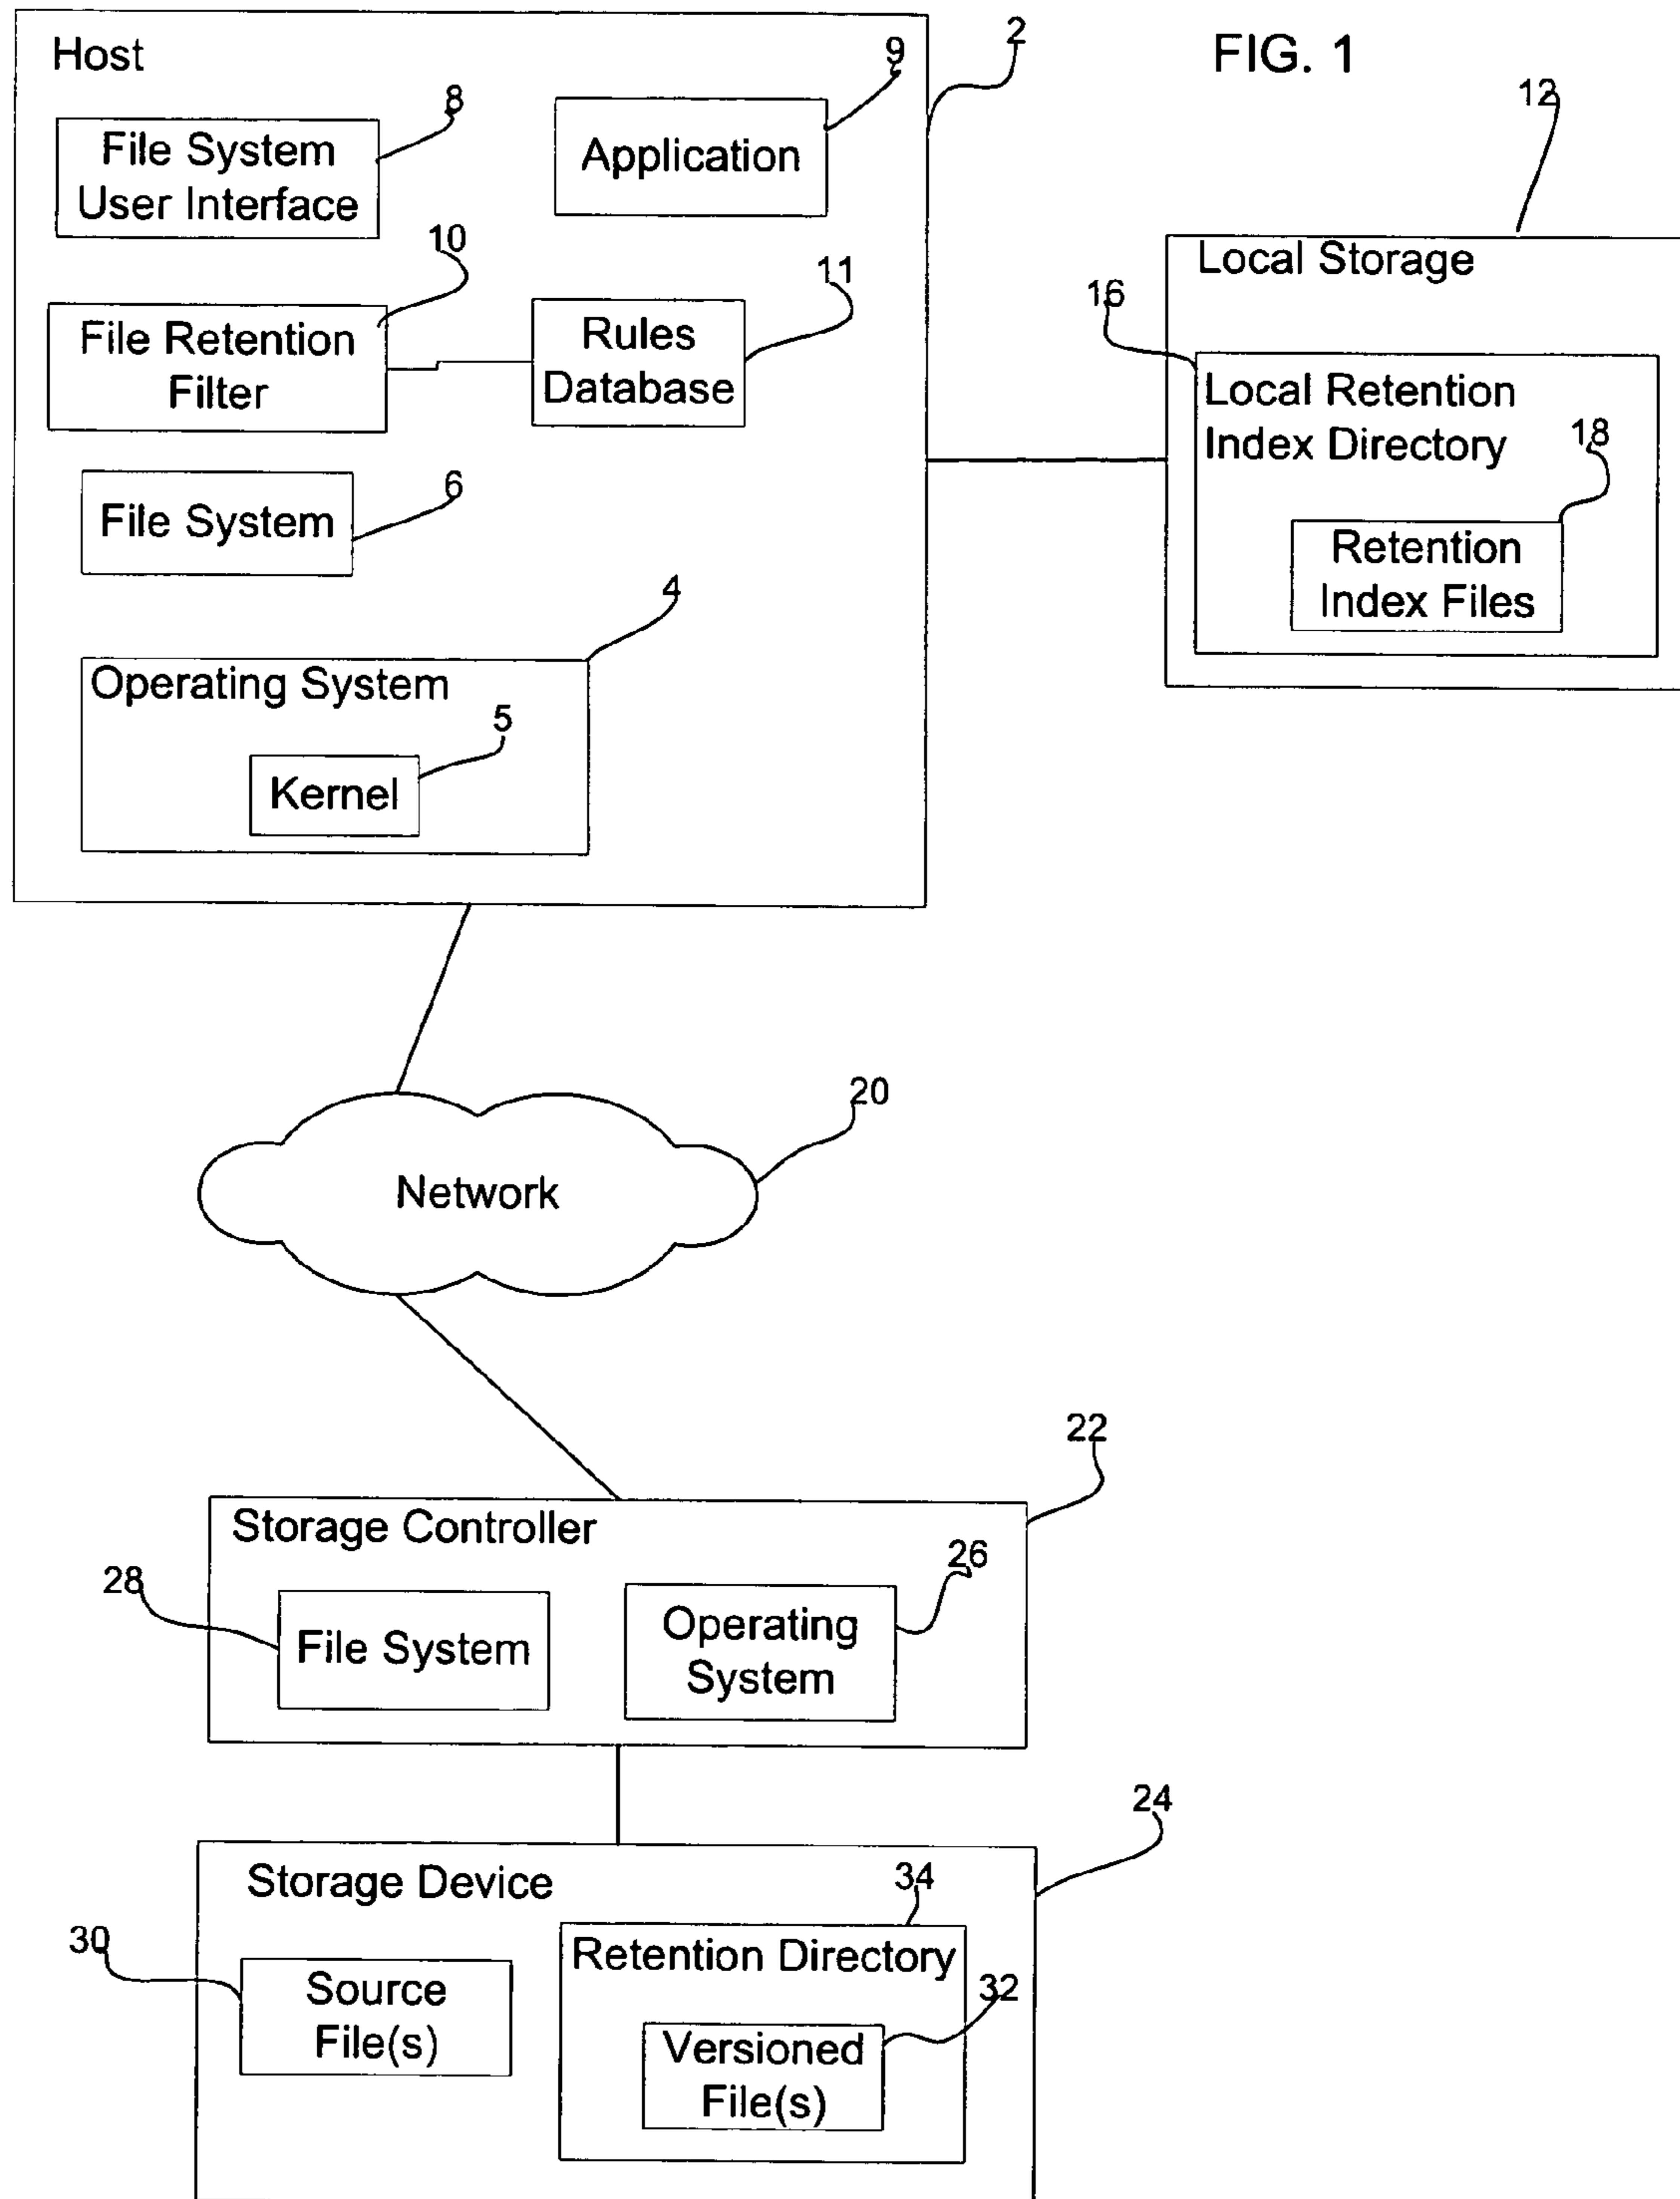 FIG. 1
Host
2
9
8
File System
User Interface
Application
12
Local Storage
10
11
File Retention
Filter
Rules
Database
16
Local Retention
Index Directory
18
Retention
Index Files
6
File System
4
Operating System
5
Kernel
20
Network
22
Storage Controller
28
26
File System
Operating
System
24
Storage Device
34
30
Retention Directory
Source
File(s)
32
Versioned
File(s)